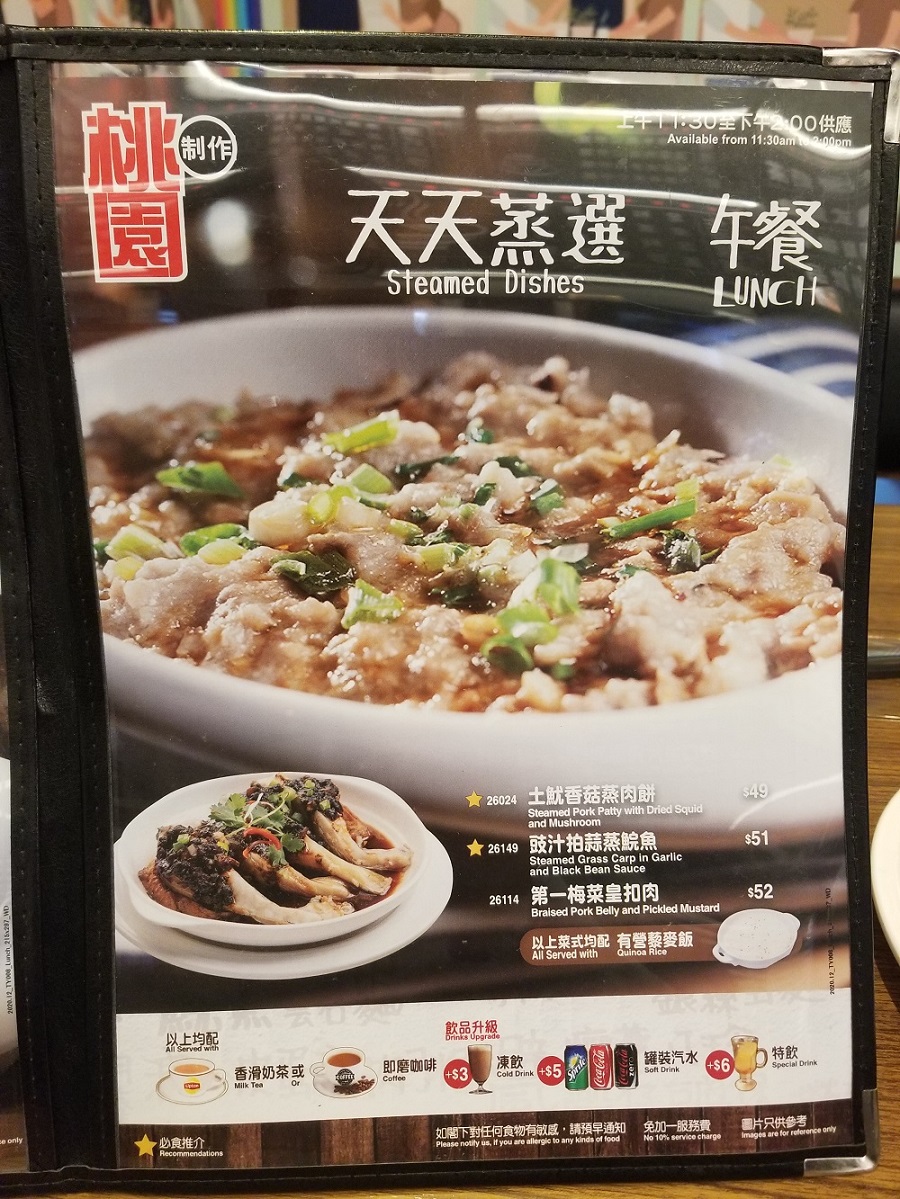 桃園
制作
上午11:30至下午2:00供應
Available from 11:30am to 2:00pm
天天蒸選
Steamed Dishes
午餐
LUNCH
26024 土魷香菇蒸肉餅 $49
Steamed Pork Patty with Dried Squid
and Mushroom
26149 豉汁拍蒜蒸鯇魚 $51
Steamed Grass Carp in Garlic
and Black Bean Sauce
26114 第一梅菜皇扣肉 $52
Braised Pork Belly and Pickled Mustard
以上菜式均配 有營藜麥飯
All Served with Quinoa Rice
以上均配
All Served with
Lipton
香滑奶茶或
Milk Tea Or
COFFEE
即磨咖啡
Coffee
飲品升級
Drinks Upgrade
+$3 凍飲
Cold Drink
+$5 罐裝汽水
Soft Drink
Sprite
Coca-Cola
zero
+$6 特飲
Special Drink
必食推介
Recommendations
如閣下對任何食物有敏感，請預早通知
Please notify us, if you are allergic to any kinds of food
免加一服務費
No 10% service charge
圖片只供參考
Images are for reference only
2020.12_TY008_Lunch_215x297_WD
e only